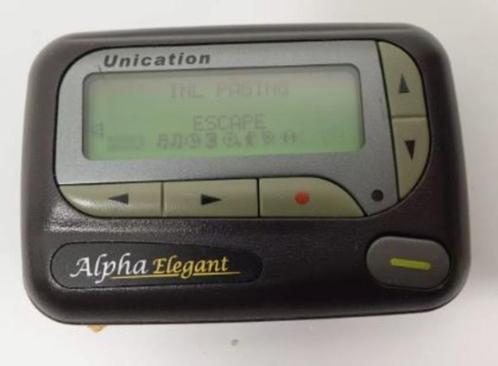 Unication
INL PAGING
ESCAPE
Alpha Elegant